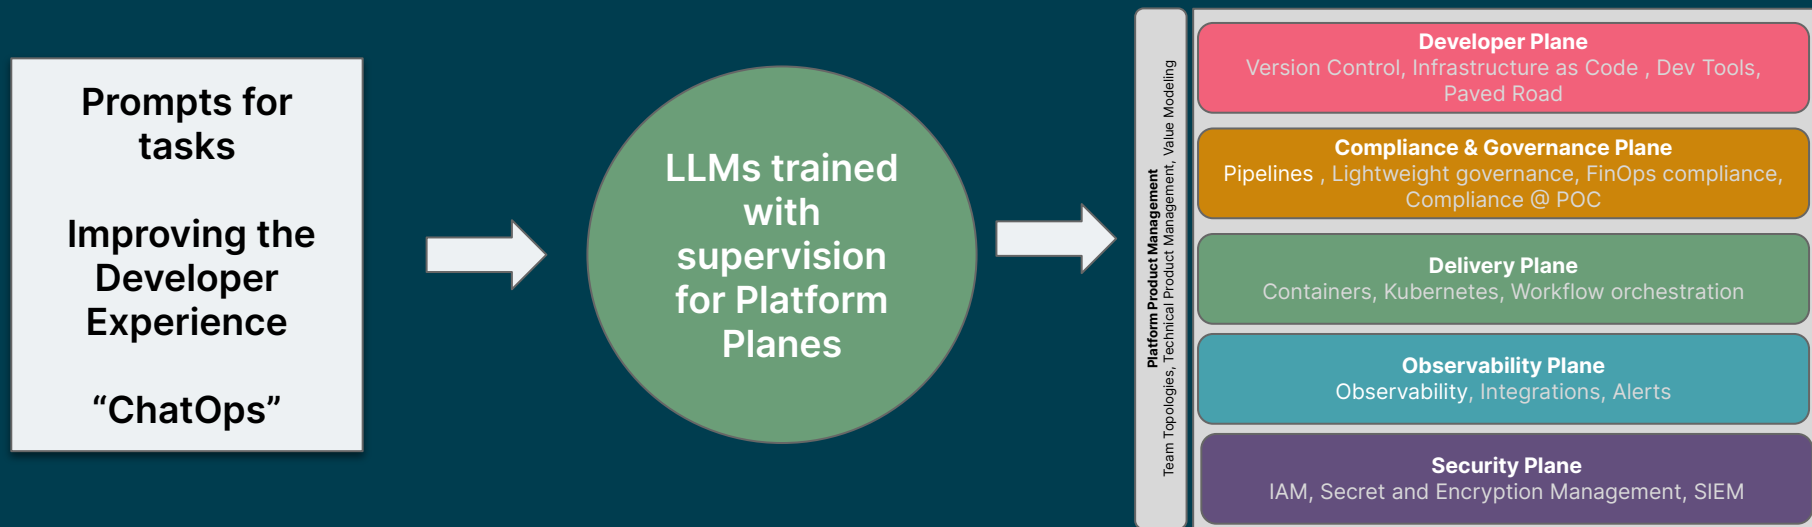 Prompts for
tasks
Improving the
Developer
Experience
“ChatOps”
LLMs trained
with
supervision
for Platform
Planes
Platform Product Management
Team Topologies, Technical Product Management, Value Modeling
Developer Plane
Version Control, Infrastructure as Code , Dev Tools,
Paved Road
Compliance & Governance Plane
Pipelines , Lightweight governance, FinOps compliance,
Compliance @ POC
Delivery Plane
Containers, Kubernetes, Workflow orchestration
Observability Plane
Observability, Integrations, Alerts
Security Plane
IAM, Secret and Encryption Management, SIEM